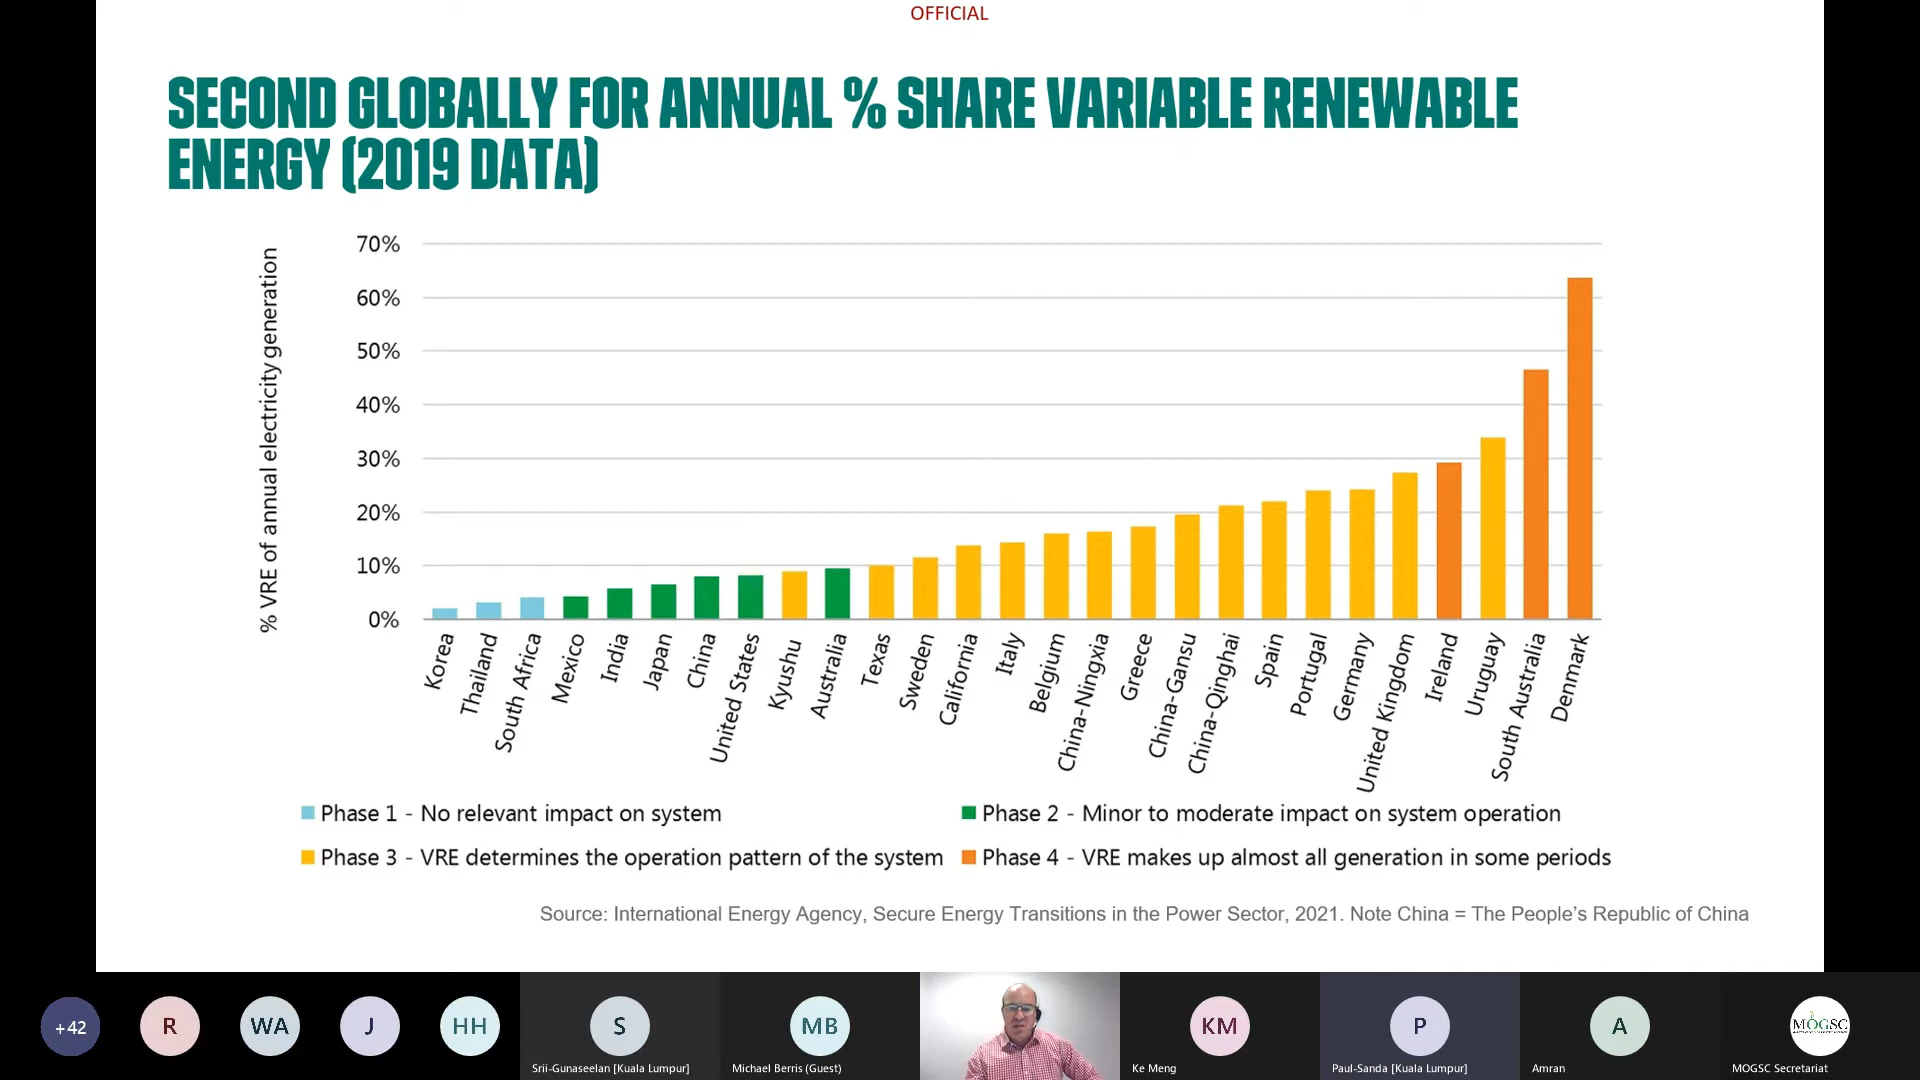 OFFICIAL
SECOND GLOBALLY FOR ANNUAL % SHARE VARIABLE RENEWABLE
ENERGY (2019 DATA)
% VRE of annual electricity generation
70%
60%
50%
40%
30%
20%
10%
0%
Korea
Thailand
South Africa
Mexico
India
Japan
China
United States
Kyushu
Australia
Texas
Sweden
California
Italy
Belgium
China-Ningxia
Greece
China-Gansu
China-Qinghai
Spain
Portugal
Germany
United Kingdom
Ireland
Uruguay
South Australia
Denmark
Phase 1 - No relevant impact on system
Phase 2 - Minor to moderate impact on system operation
Phase 3 - VRE determines the operation pattern of the system
Phase 4 - VRE makes up almost all generation in some periods
Source: International Energy Agency, Secure Energy Transitions in the Power Sector, 2021. Note China = The People's Republic of China
+42
R
WA
J
HH
S
Srii-Gunaseelan [Kuala Lumpur]
MB
Michael Berris (Guest)
KM
Ke Meng
P
Paul-Sanda [Kuala Lumpur]
A
Amran
MOGSC
MOGSC Secretariat